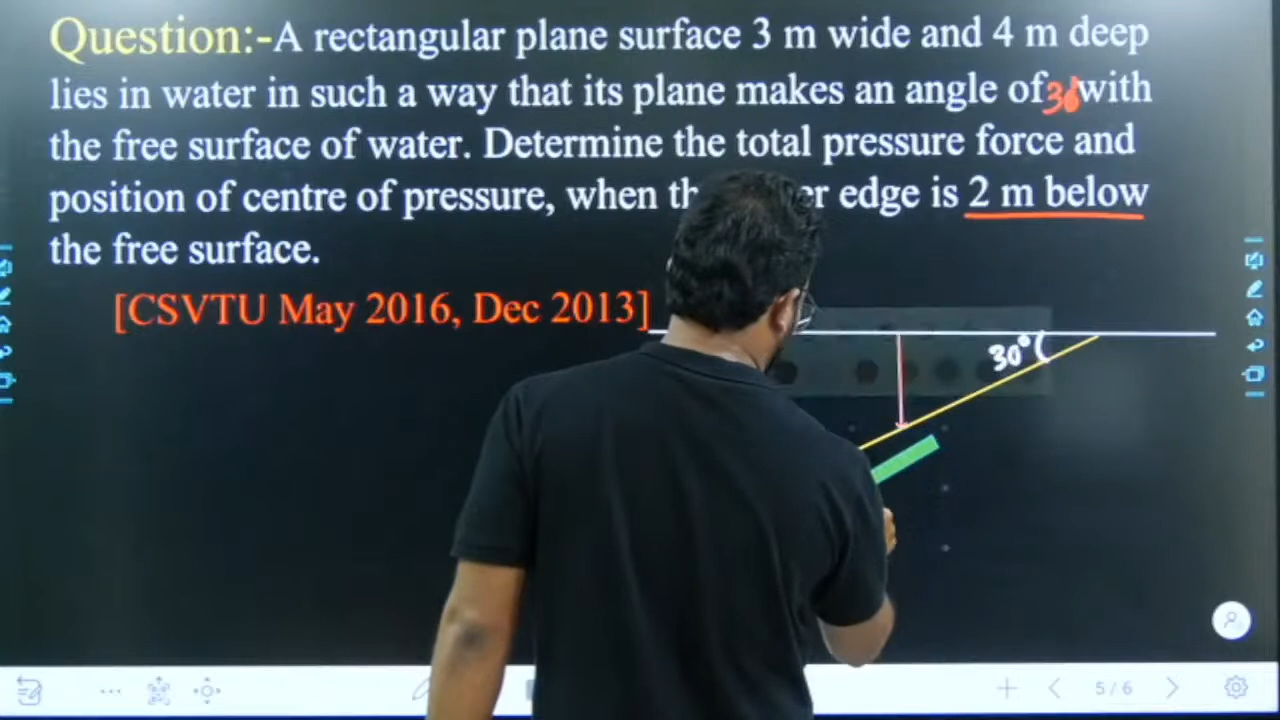 Question:-A rectangular plane surface 3 m wide and 4 m deep
lies in water in such a way that its plane makes an angle of 30 with
the free surface of water. Determine the total pressure force and
position of centre of pressure, when edge is 2 m below
the free surface.
[CSVTU May 2016, Dec 2013]
30°
5/6